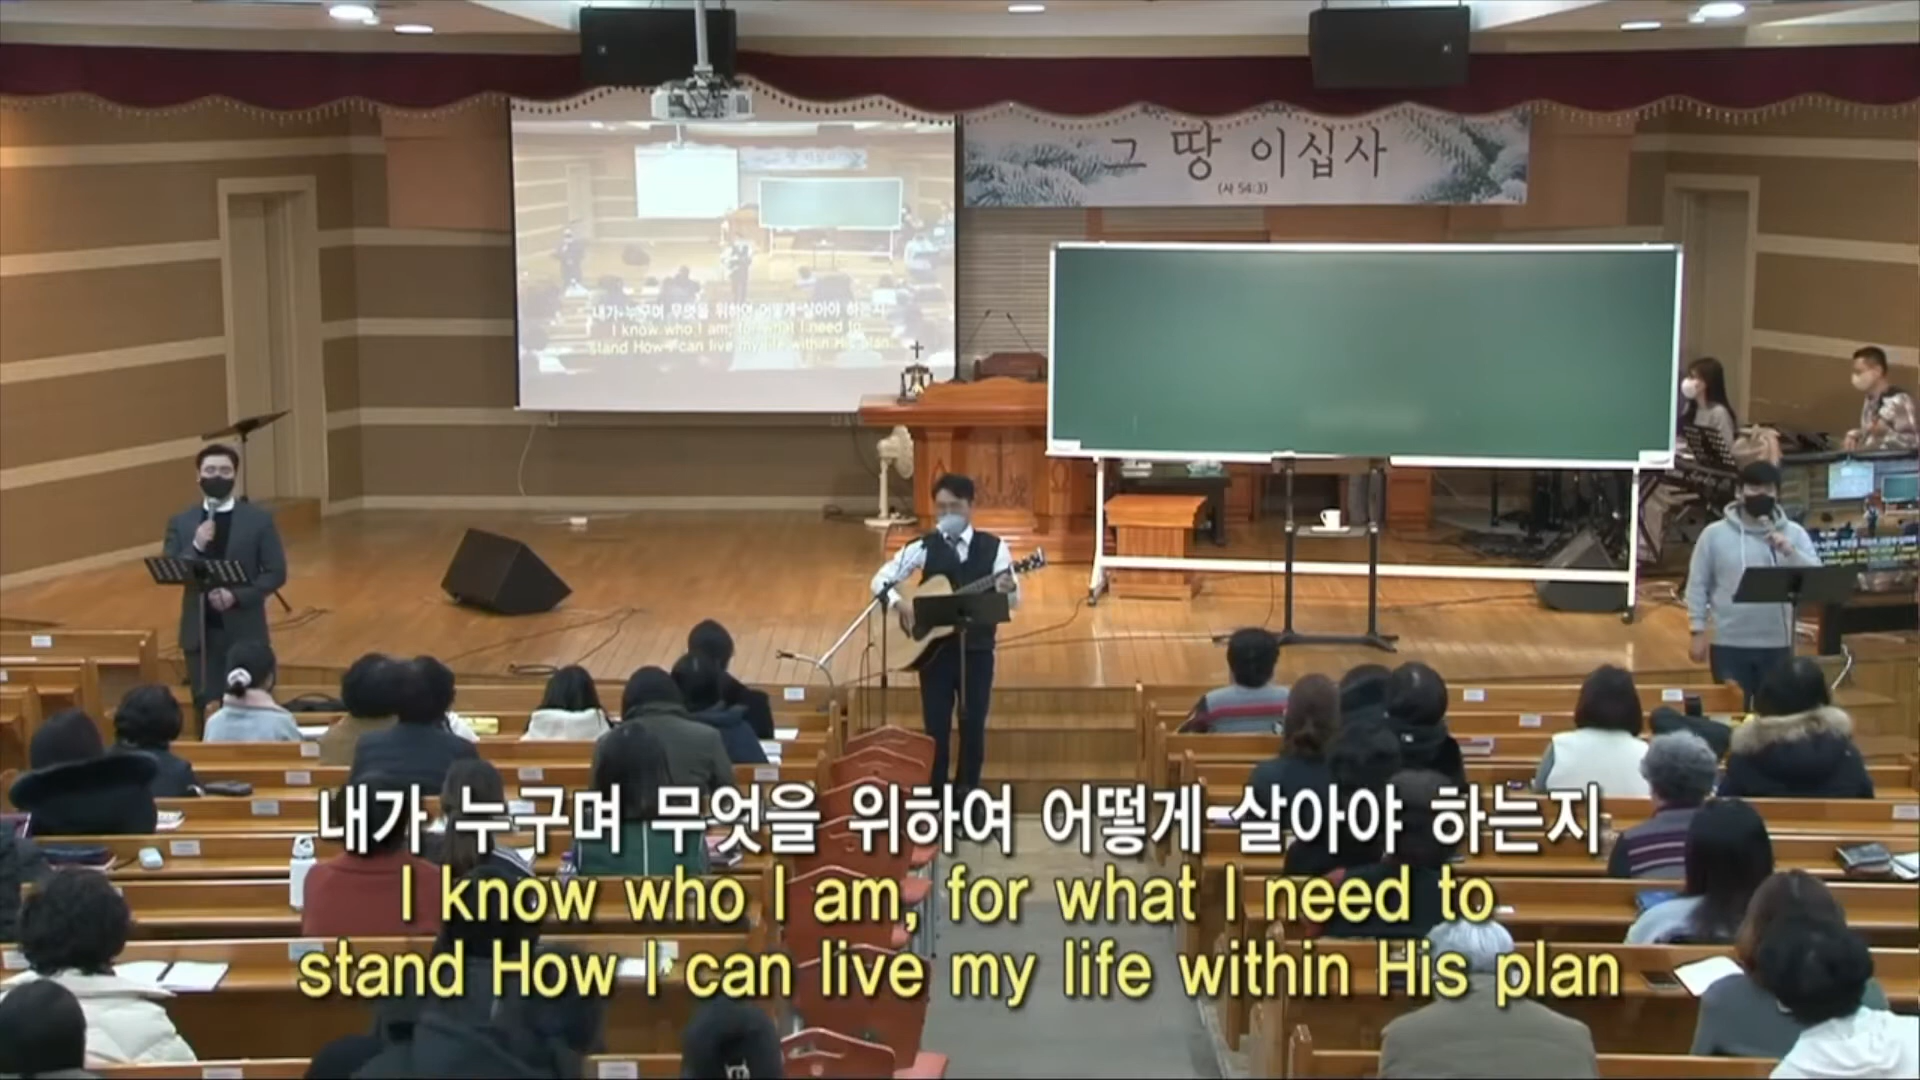 그 땅 이십사
(사 54:3)
내가 누구며 무엇을 위하여 어떻게 살아야 하는지
I know who I am, for what I need to
stand How I can live my life within His plan
내가 누구며 무엇을 위하여 어떻게 살아야 하는지
I know who I am, for what I need to
stand How I can live my life within His plan